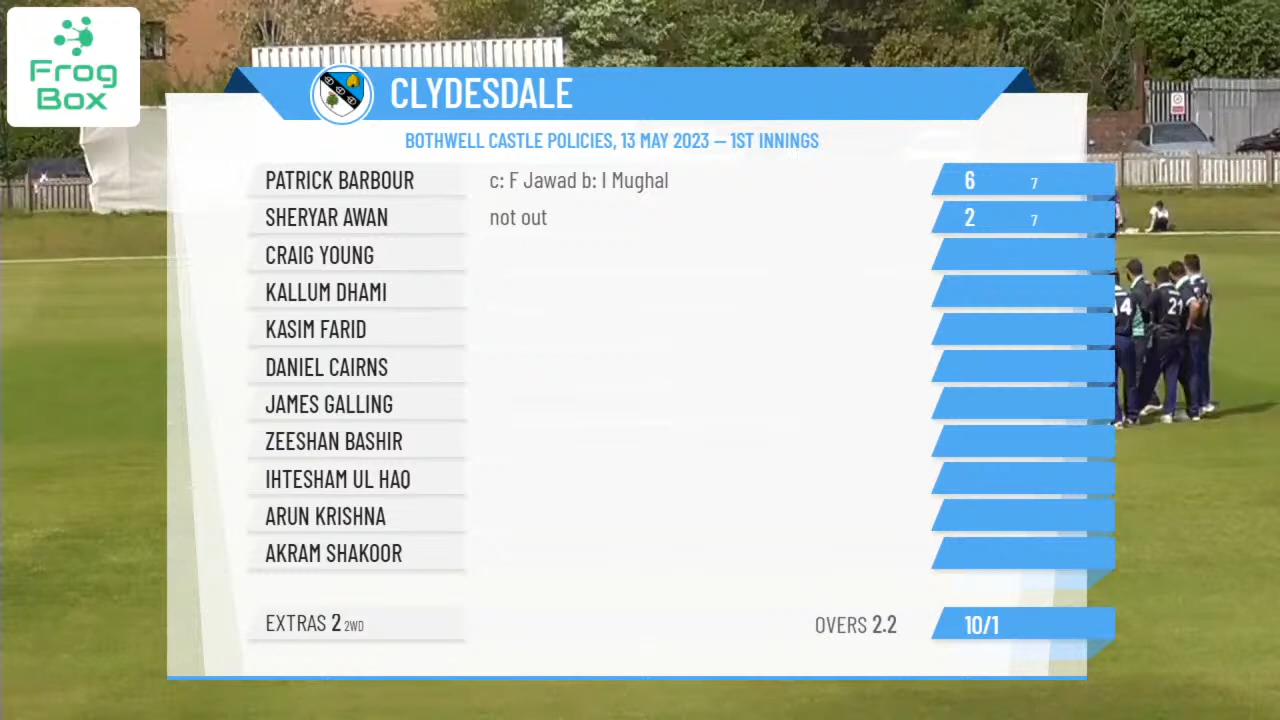 Frog
Box
CLYDESDALE
BOTHWELL CASTLE POLICIES, 13 MAY 2023 – 1ST INNINGS
PATRICK BARBOUR c: F Jawad b: I Mughal 6 7
SHERYAR AWAN not out 2 7
CRAIG YOUNG
KALLUM DHAMI
KASIM FARID
DANIEL CAIRNS
JAMES GALLING
ZEESHAN BASHIR
IHTESHAM UL HAQ
ARUN KRISHNA
AKRAM SHAKOOR
EXTRAS 2 2WD OVERS 2.2 10/1
14
21